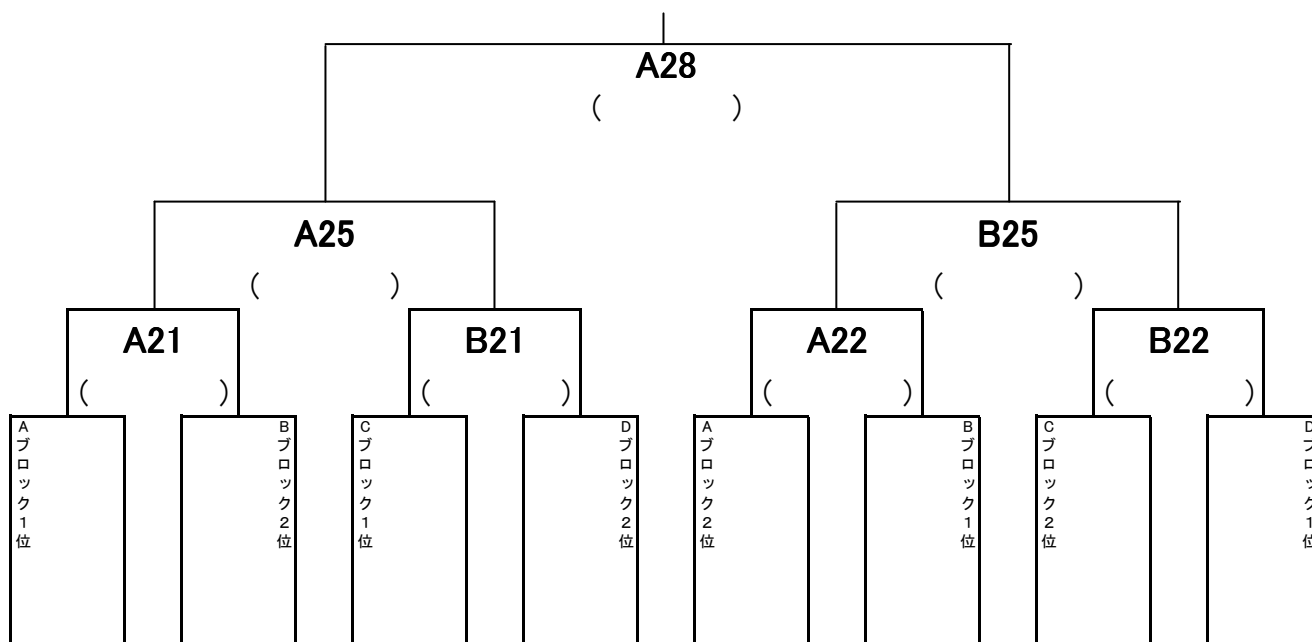 A28
(　　　)
A25
B25
(　　　)
(　　　)
A21
B21
A22
B22
(　　　)
(　　　)
(　　　)
(　　　)
Aブロック1位
Bブロック2位
Cブロック1位
Dブロック2位
Aブロック2位
Bブロック1位
Cブロック2位
Dブロック1位